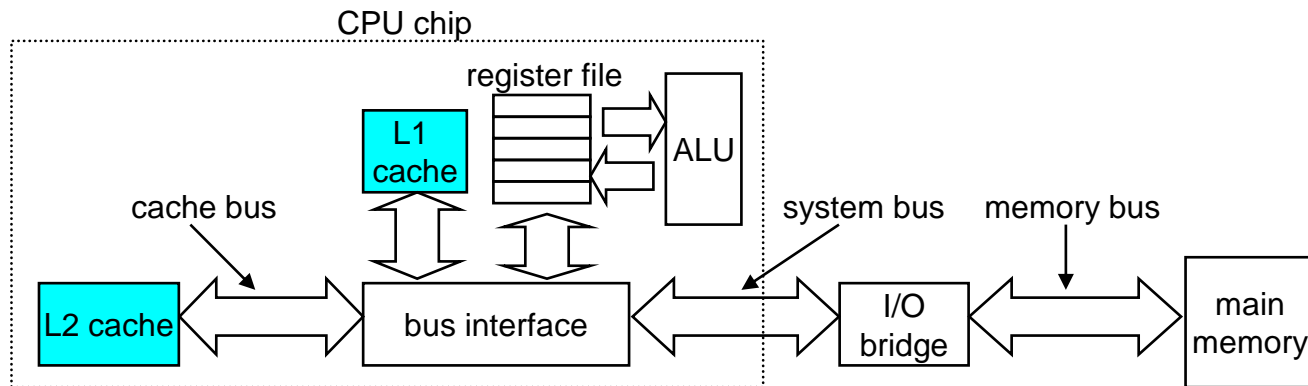 CPU chip
register file
L1
cache
ALU
cache bus
system bus
memory bus
L2 cache
bus interface
I/O
bridge
main
memory